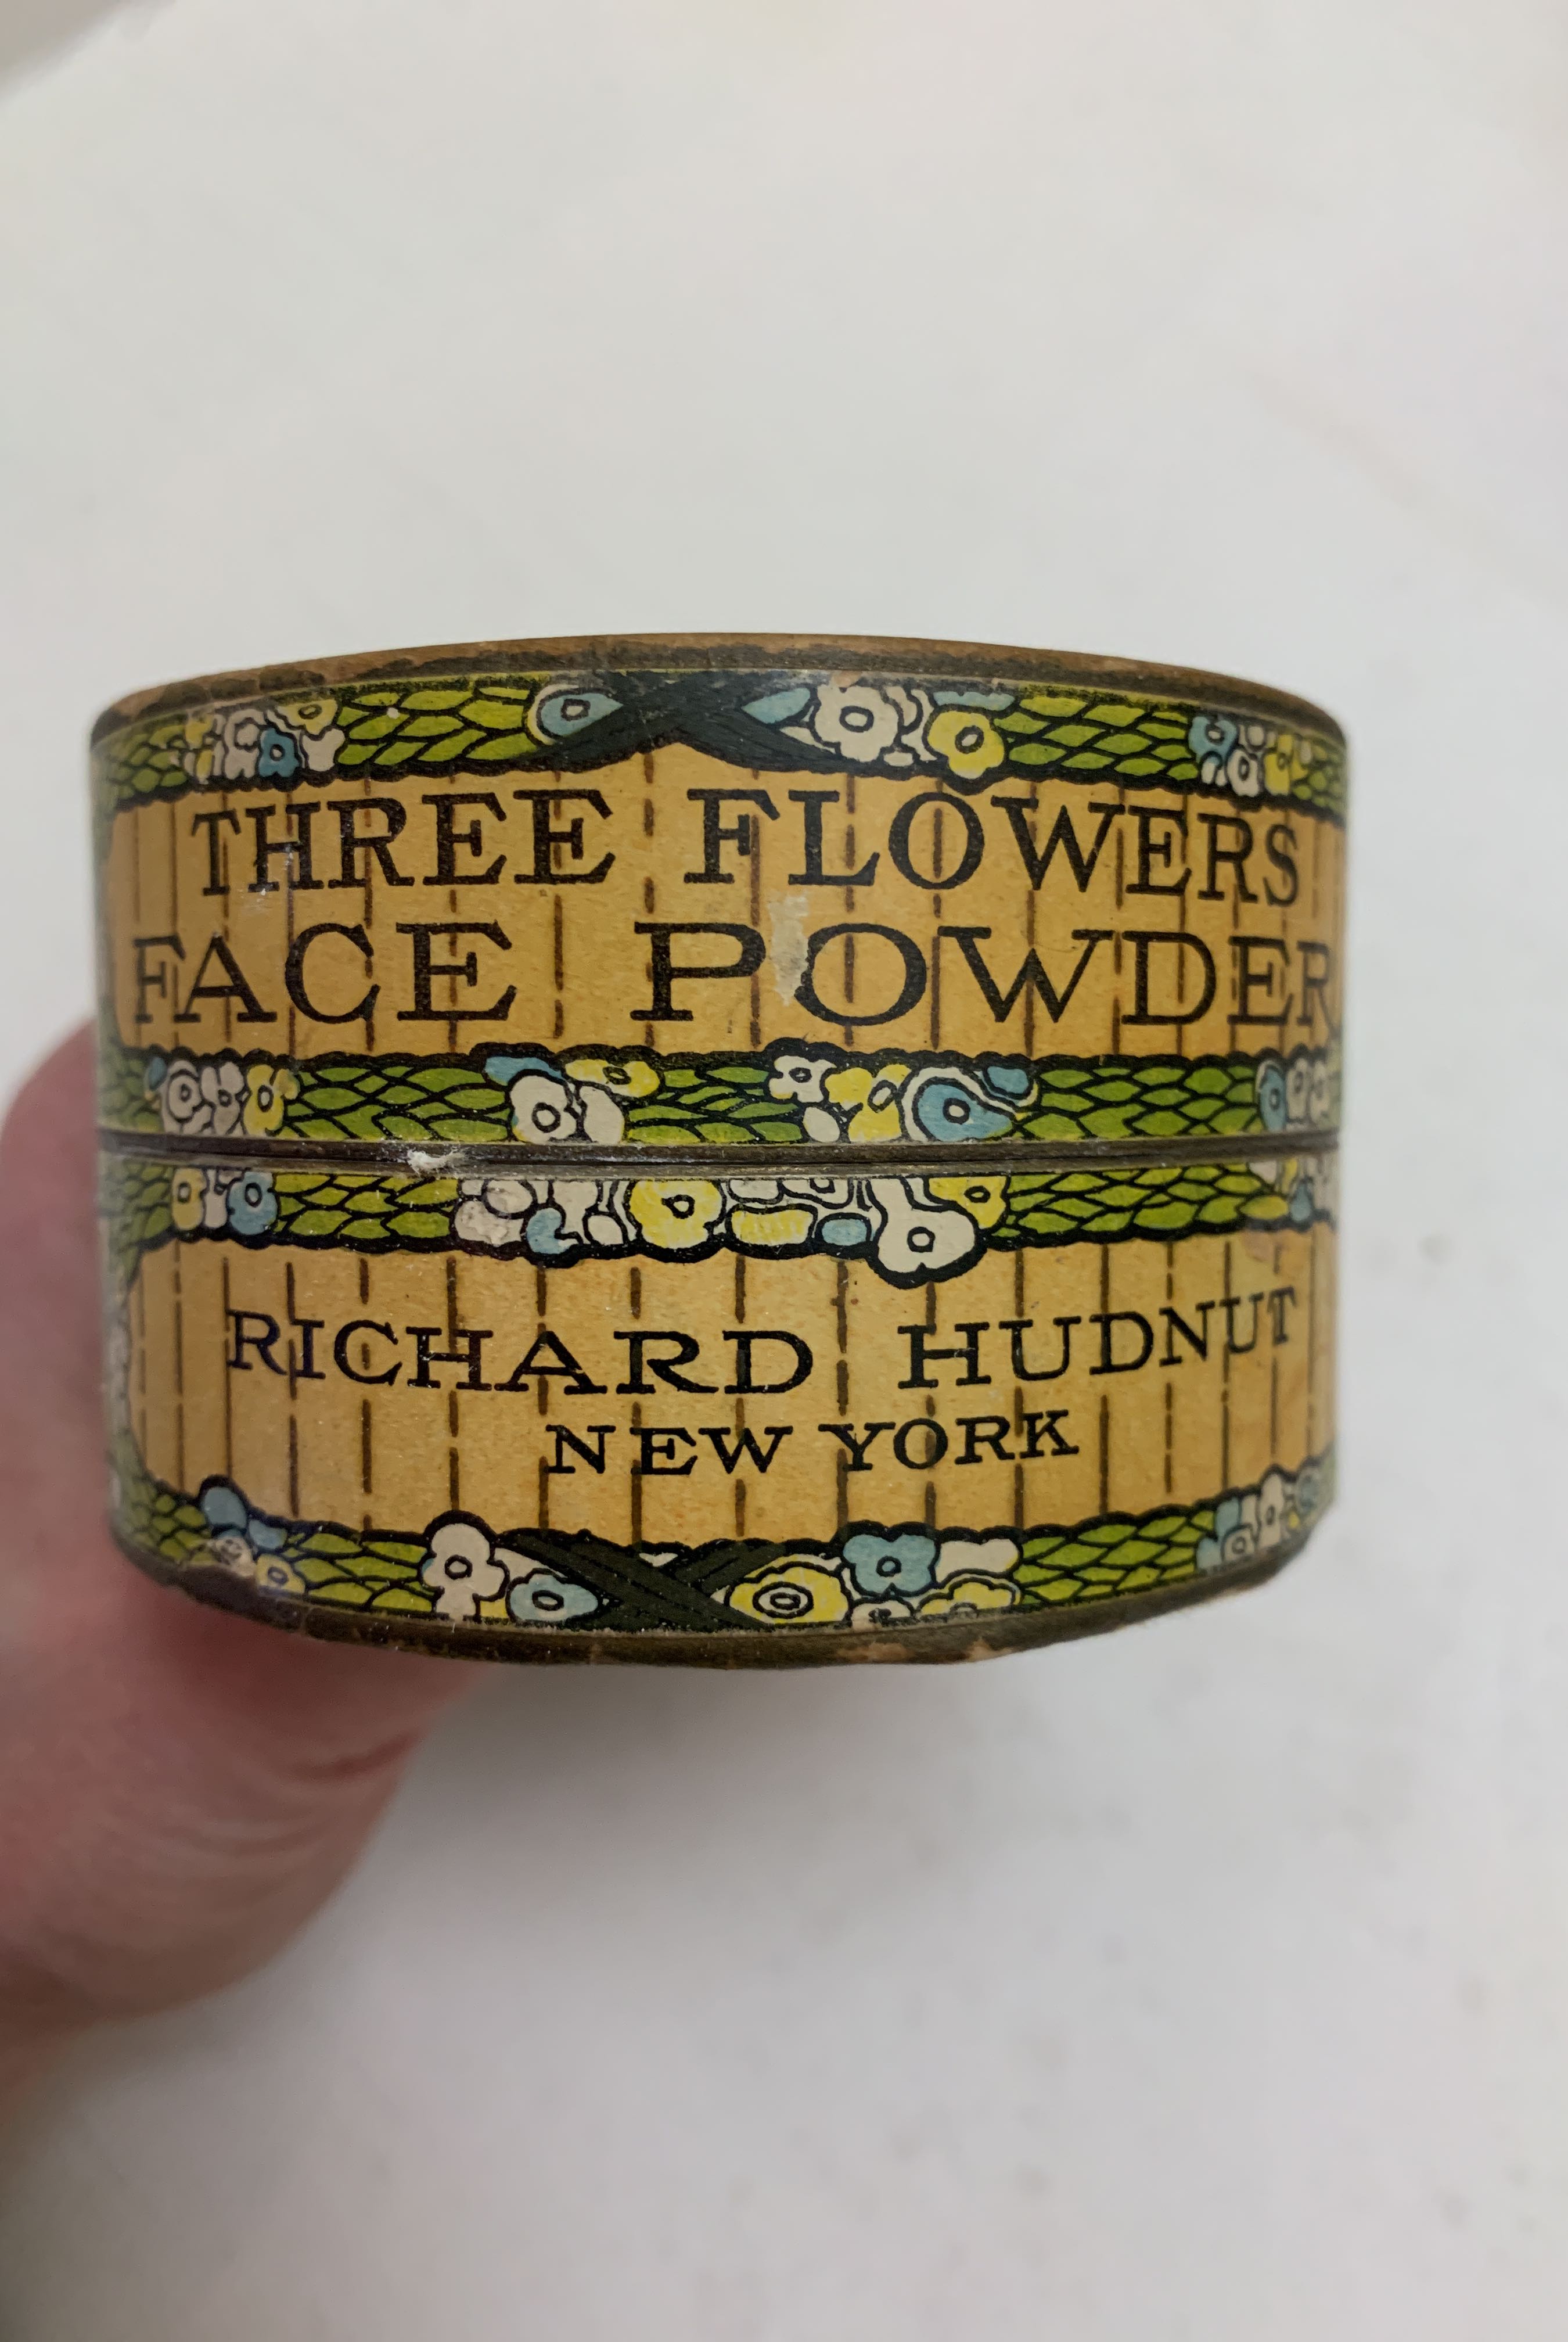 THREE FLOWERS
FACE POWDER
RICHARD HUDNUT
NEW YORK